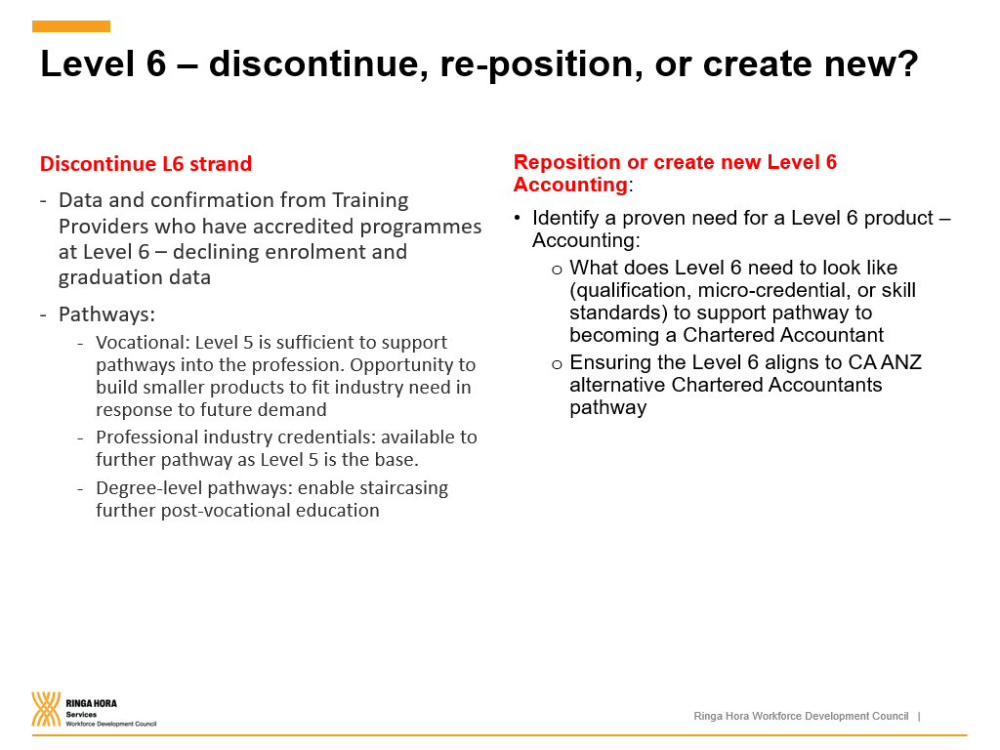 Level 6 – discontinue, re-position, or create new?
Discontinue L6 strand
- Data and confirmation from Training
Providers who have accredited programmes
at Level 6 – declining enrolment and
graduation data
- Pathways:
- Vocational: Level 5 is sufficient to support
pathways into the profession. Opportunity to
build smaller products to fit industry need in
response to future demand
- Professional industry credentials: available to
further pathway as Level 5 is the base.
- Degree-level pathways: enable staircasing
further post-vocational education
Reposition or create new Level 6
Accounting:
• Identify a proven need for a Level 6 product –
Accounting:
o What does Level 6 need to look like
(qualification, micro-credential, or skill
standards) to support pathway to
becoming a Chartered Accountant
o Ensuring the Level 6 aligns to CA ANZ
alternative Chartered Accountants
pathway
RINGA HORA
Services
Workforce Development Council
Ringa Hora Workforce Development Council |